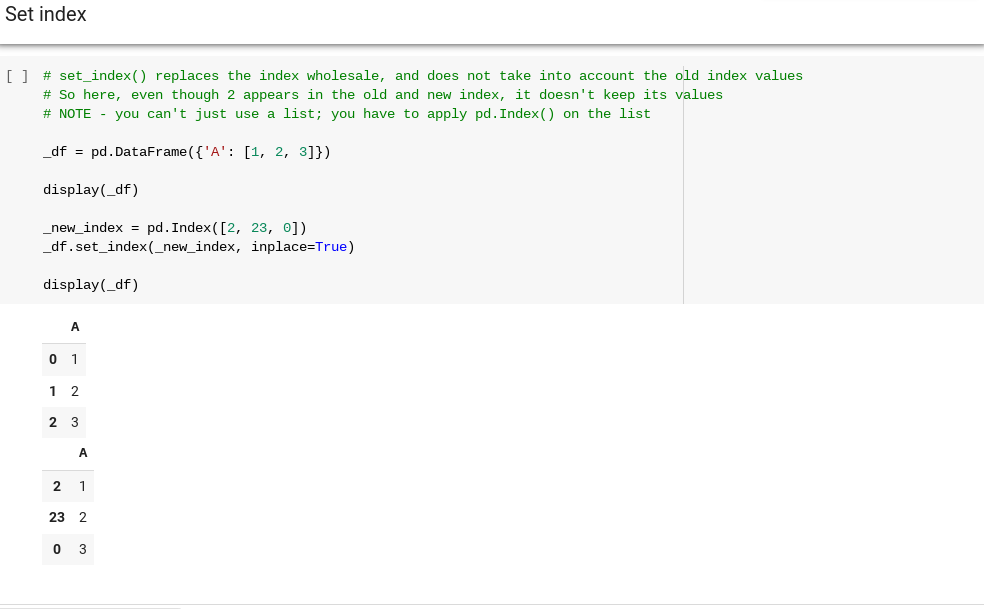 Set index
[ ] # set_index() replaces the index wholesale, and does not take into account the old index values
# So here, even though 2 appears in the old and new index, it doesn't keep its values
# NOTE - you can't just use a list; you have to apply pd.Index() on the list
_df = pd.DataFrame({'A': [1, 2, 3]})
display(_df)
_new_index = pd.Index([2, 23, 0])
_df.set_index(_new_index, inplace=True)
display(_df)
A
0 1
1 2
2 3
A
2 1
23 2
0 3